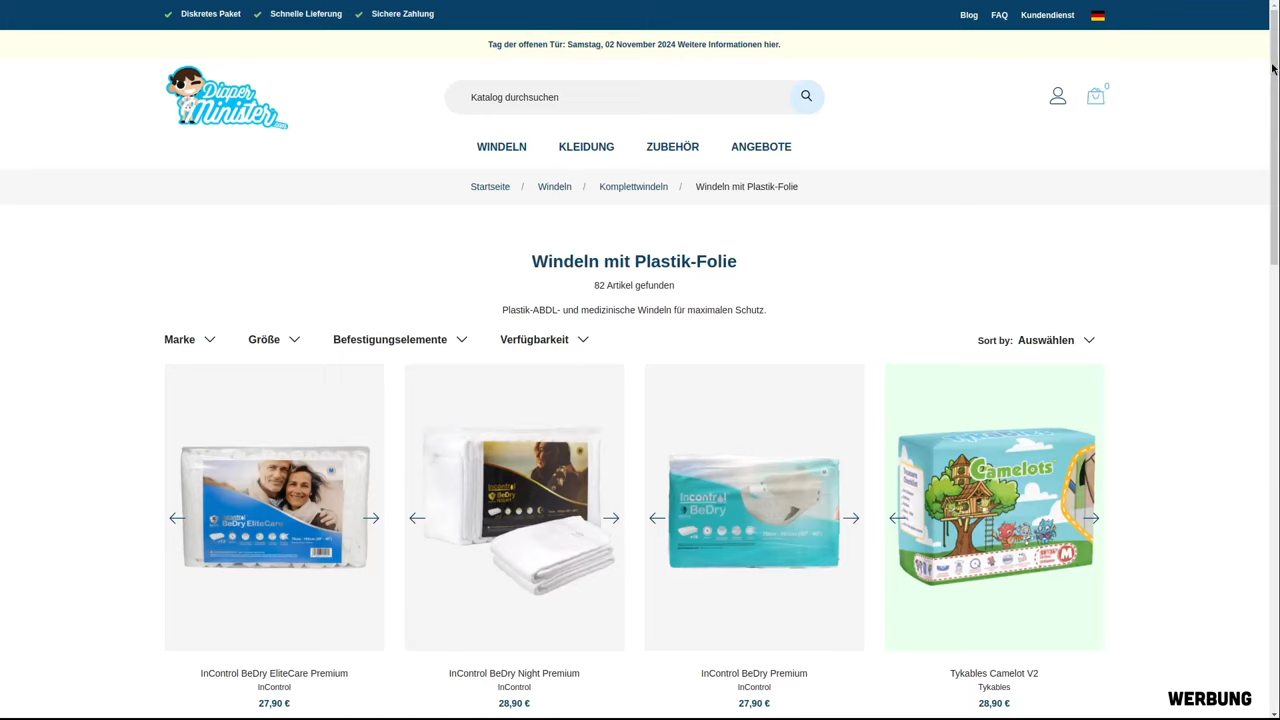 Diskretes Paket Schnelle Lieferung Sichere Zahlung
Blog FAQ Kundendienst
Tag der offenen Tür: Samstag, 02 November 2024 Weitere Informationen hier.
Diaper
Minister
.com
Katalog durchsuchen
0
WINDELN KLEIDUNG ZUBEHÖR ANGEBOTE
Startseite / Windeln / Komplettwindeln / Windeln mit Plastik-Folie
Windeln mit Plastik-Folie
82 Artikel gefunden
Plastik-ABDL- und medizinische Windeln für maximalen Schutz.
Marke Größe Befestigungselemente Verfügbarkeit
Sort by: Auswählen
incontrol
BeDry EliteCare
M
incontrol
BeDry
incontrol
BeDry
Camelots
M
InControl BeDry EliteCare Premium
InControl
27,90 €
InControl BeDry Night Premium
InControl
28,90 €
InControl BeDry Premium
InControl
27,90 €
Tykables Camelot V2
Tykables
28,90 €
WERBUNG